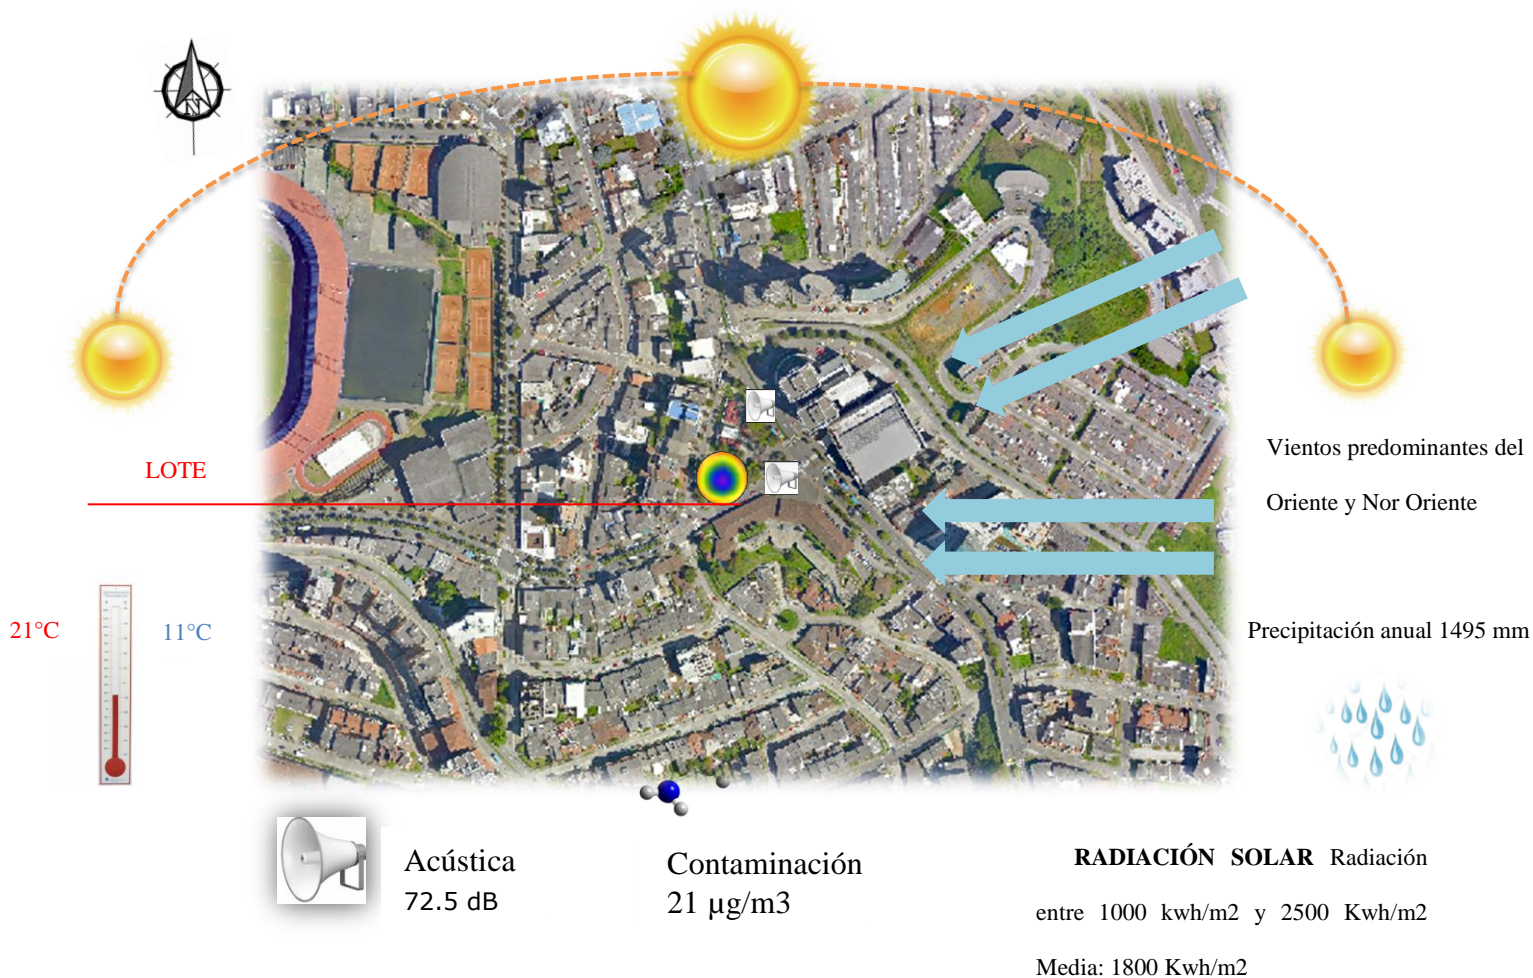 N
LOTE
Vientos predominantes del
Oriente y Nor Oriente
21°C
11°C
Precipitación anual 1495 mm
Acústica
72.5 dB
Contaminación
21 µg/m3
RADIACIÓN SOLAR Radiación
entre 1000 kwh/m2 y 2500 Kwh/m2
Media: 1800 Kwh/m2